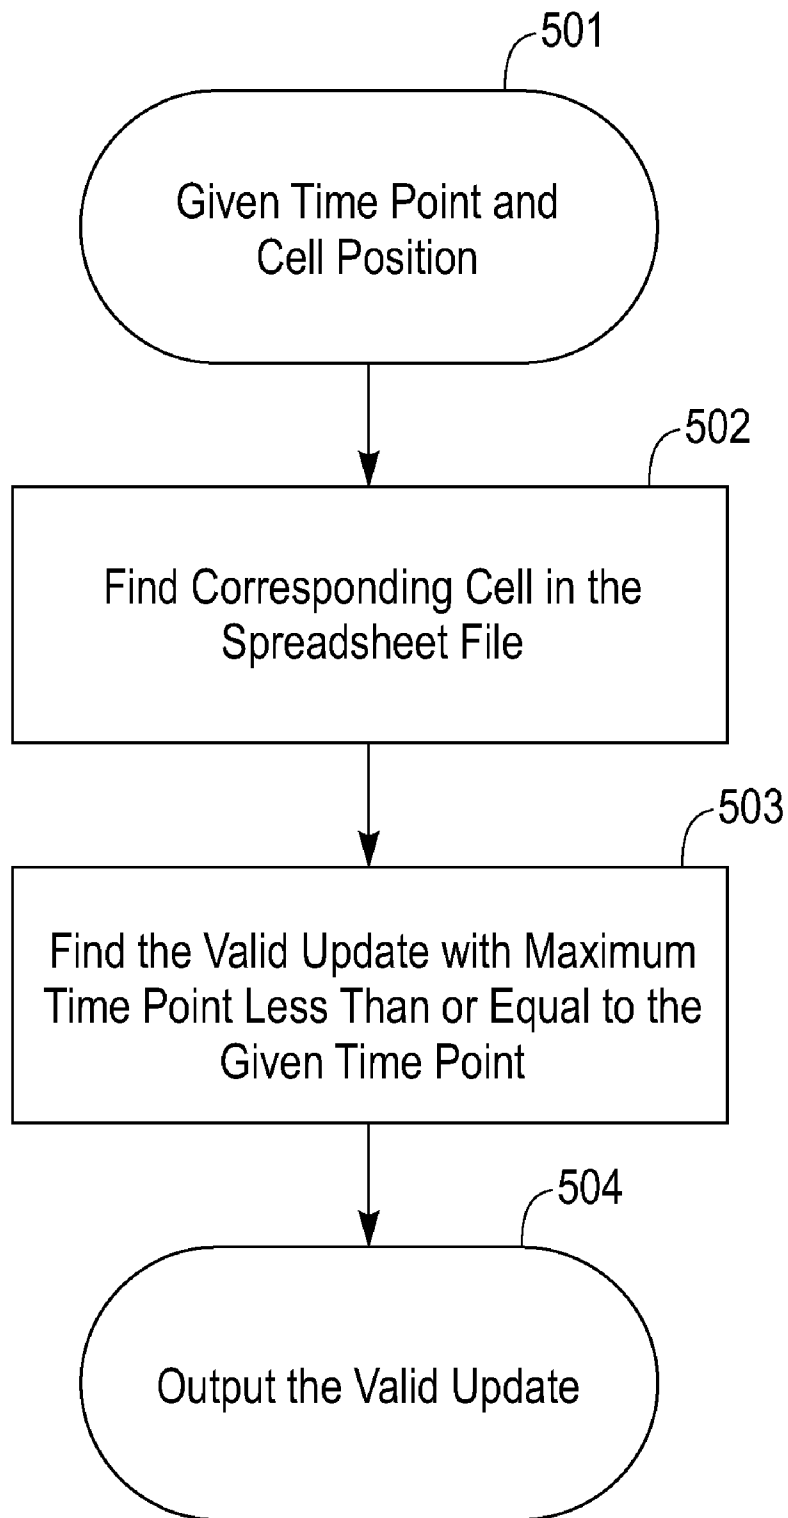 501
Given Time Point and
Cell Position
502
Find Corresponding Cell in the
Spreadsheet File
503
Find the Valid Update with Maximum
Time Point Less Than or Equal to the
Given Time Point
504
Output the Valid Update